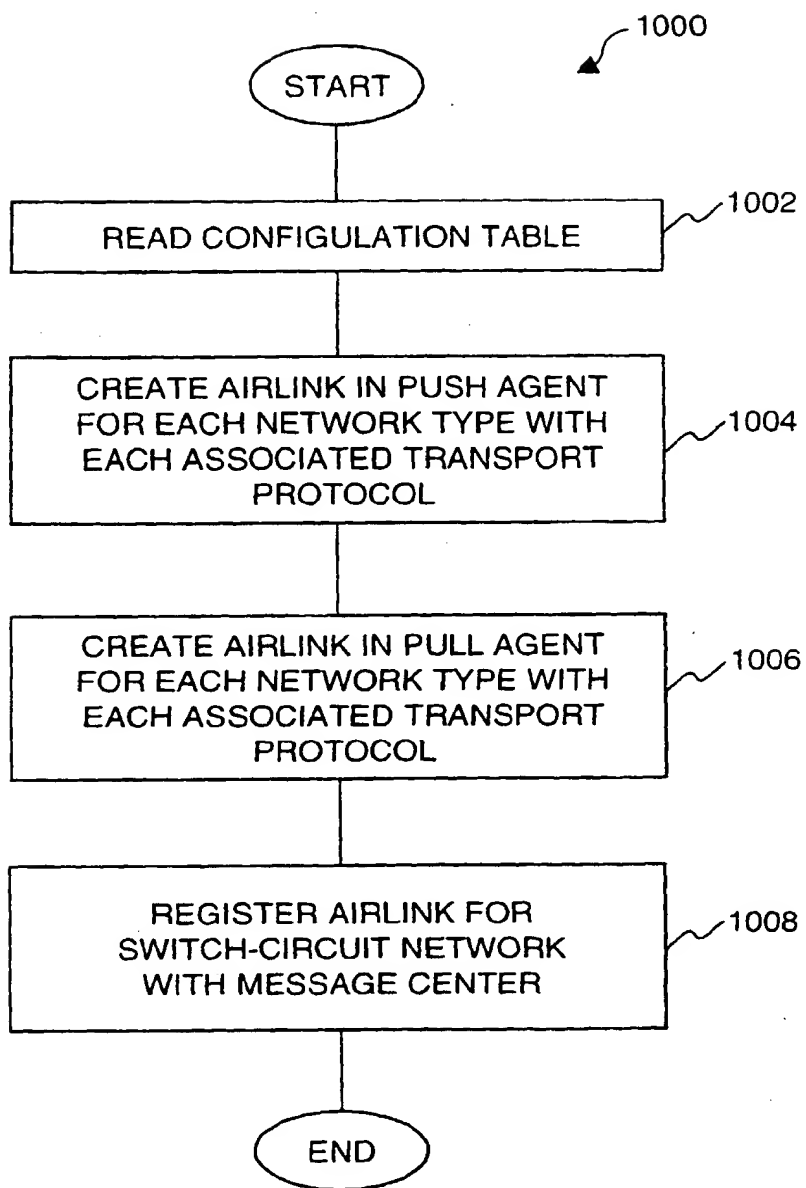 1000
START
1002
READ CONFIGULATION TABLE
CREATE AIRLINK IN PUSH AGENT
FOR EACH NETWORK TYPE WITH
EACH ASSOCIATED TRANSPORT
PROTOCOL
1004
CREATE AIRLINK IN PULL AGENT
FOR EACH NETWORK TYPE WITH
EACH ASSOCIATED TRANSPORT
PROTOCOL
1006
REGISTER AIRLINK FOR
SWITCH-CIRCUIT NETWORK
WITH MESSAGE CENTER
1008
END